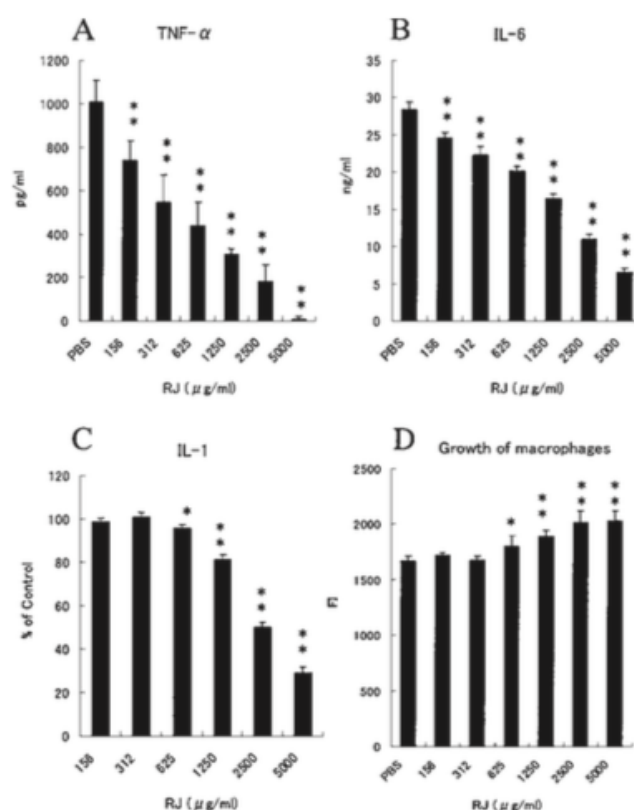 A TNF-α
1200
1000
800
600
400
200
0
pg/ml
PBS 156 312 625 1250 2500 5000
RJ (μg/ml)
** ** ** ** ** **
B IL-6
35
30
25
20
15
10
5
0
ng/ml
PBS 156 312 625 1250 2500 5000
RJ (μg/ml)
** ** ** ** ** **
C IL-1
120
100
80
60
40
20
0
% of Control
156 312 625 1250 2500 5000
RJ (μg/ml)
* ** ** **
D Growth of macrophages
2500
2000
1500
1000
500
0
FI
PBS 156 312 625 1250 2500 5000
RJ (μg/ml)
* ** ** **